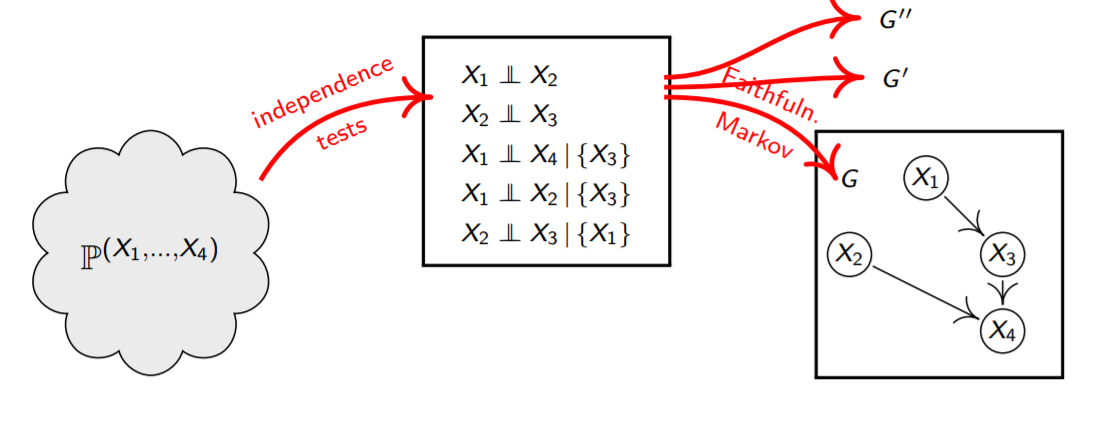 ℙ(X₁,...,X₄)
independence
tests
X₁ ⫫ X₂
X₂ ⫫ X₃
X₁ ⫫ X₄ | {X₃}
X₁ ⫫ X₂ | {X₃}
X₂ ⫫ X₃ | {X₁}
Faithfuln.
Markov
G′′
G′
G
X₁
X₂
X₃
X₄